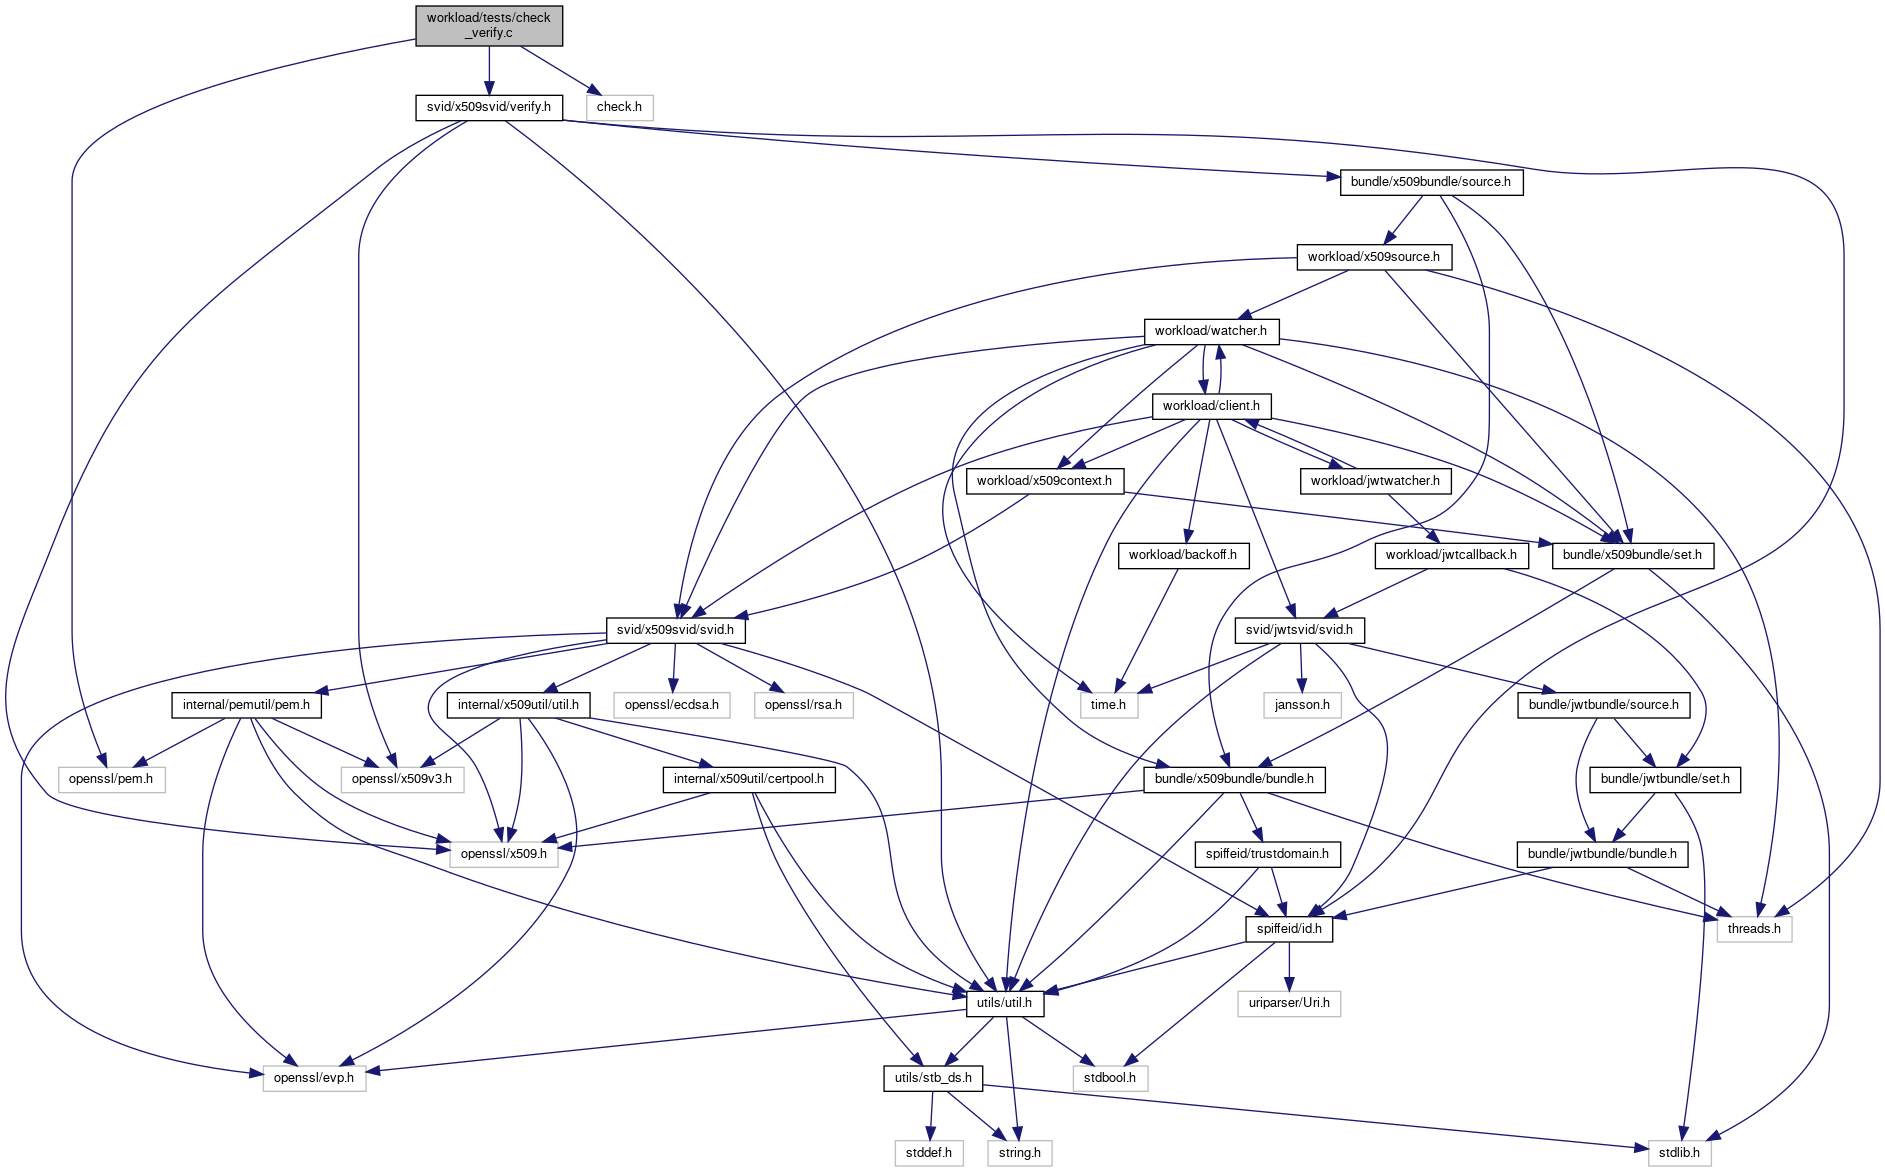 workload/tests/check
_verify.c
svid/x509svid/verify.h
check.h
bundle/x509bundle/source.h
workload/x509source.h
workload/watcher.h
workload/client.h
workload/x509context.h
workload/jwtwatcher.h
workload/backoff.h
workload/jwtcallback.h
bundle/x509bundle/set.h
svid/x509svid/svid.h
svid/jwtsvid/svid.h
internal/pemutil/pem.h
internal/x509util/util.h
openssl/ecdsa.h
openssl/rsa.h
time.h
jansson.h
bundle/jwtbundle/source.h
openssl/pem.h
openssl/x509v3.h
internal/x509util/certpool.h
bundle/x509bundle/bundle.h
bundle/jwtbundle/set.h
openssl/x509.h
spiffeid/trustdomain.h
bundle/jwtbundle/bundle.h
spiffeid/id.h
threads.h
utils/util.h
uriparser/Uri.h
openssl/evp.h
utils/stb_ds.h
stdbool.h
stddef.h
string.h
stdlib.h